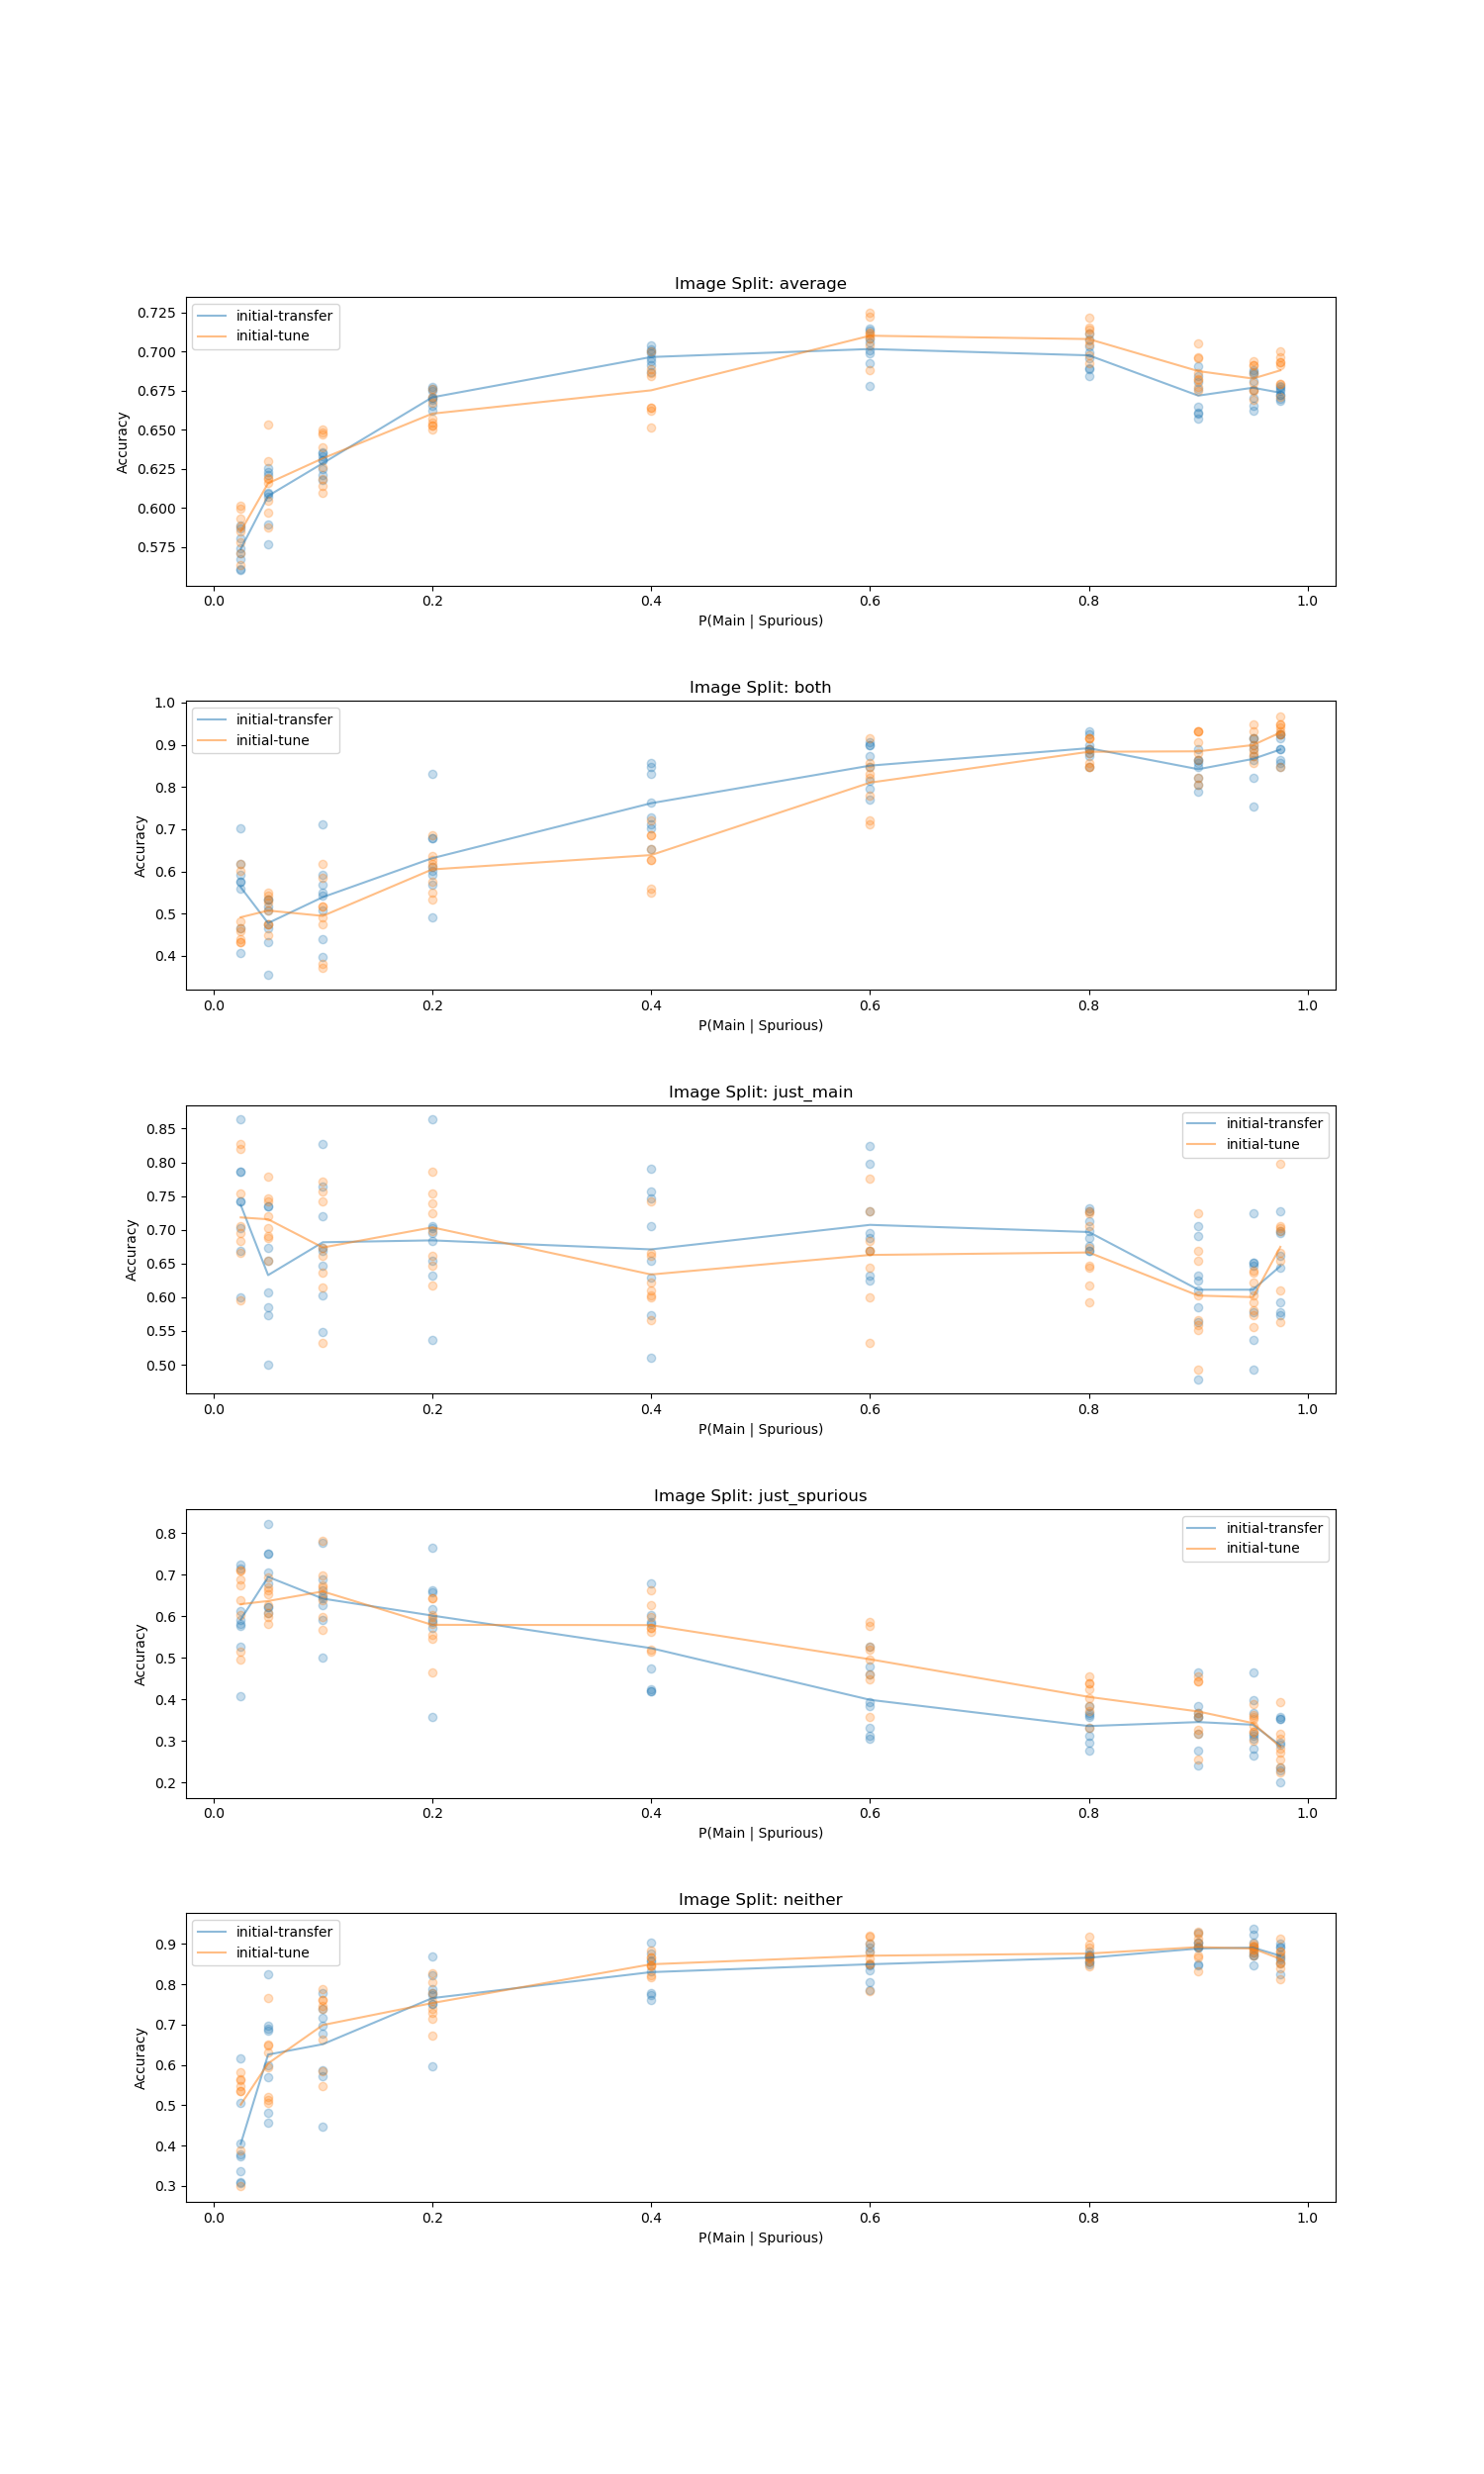 Image Split: average
initial-transfer
initial-tune
0.725
0.700
0.675
0.650
0.625
0.600
0.575
Accuracy
0.0 0.2 0.4 0.6 0.8 1.0
P(Main | Spurious)
Image Split: both
initial-transfer
initial-tune
1.0
0.9
0.8
0.7
0.6
0.5
0.4
Accuracy
0.0 0.2 0.4 0.6 0.8 1.0
P(Main | Spurious)
Image Split: just_main
initial-transfer
initial-tune
0.85
0.80
0.75
0.70
0.65
0.60
0.55
0.50
Accuracy
0.0 0.2 0.4 0.6 0.8 1.0
P(Main | Spurious)
Image Split: just_spurious
initial-transfer
initial-tune
0.8
0.7
0.6
0.5
0.4
0.3
0.2
Accuracy
0.0 0.2 0.4 0.6 0.8 1.0
P(Main | Spurious)
Image Split: neither
initial-transfer
initial-tune
0.9
0.8
0.7
0.6
0.5
0.4
0.3
Accuracy
0.0 0.2 0.4 0.6 0.8 1.0
P(Main | Spurious)